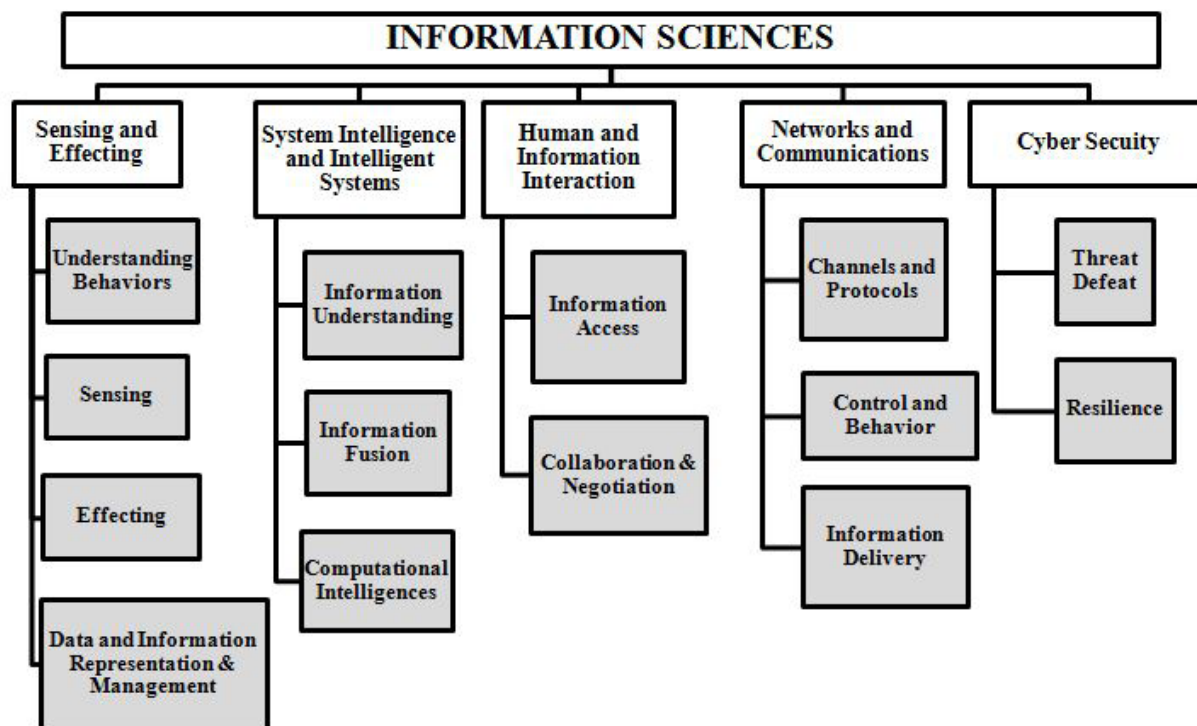 INFORMATION SCIENCES
Sensing and
Effecting
Understanding
Behaviors
Sensing
Effecting
Data and Information
Representation &
Management
System Intelligence
and Intelligent
Systems
Information
Understanding
Information
Fusion
Computational
Intelligences
Human and
Information
Interaction
Information
Access
Collaboration &
Negotiation
Networks and
Communications
Channels and
Protocols
Control and
Behavior
Information
Delivery
Cyber Secuity
Threat
Defeat
Resilience